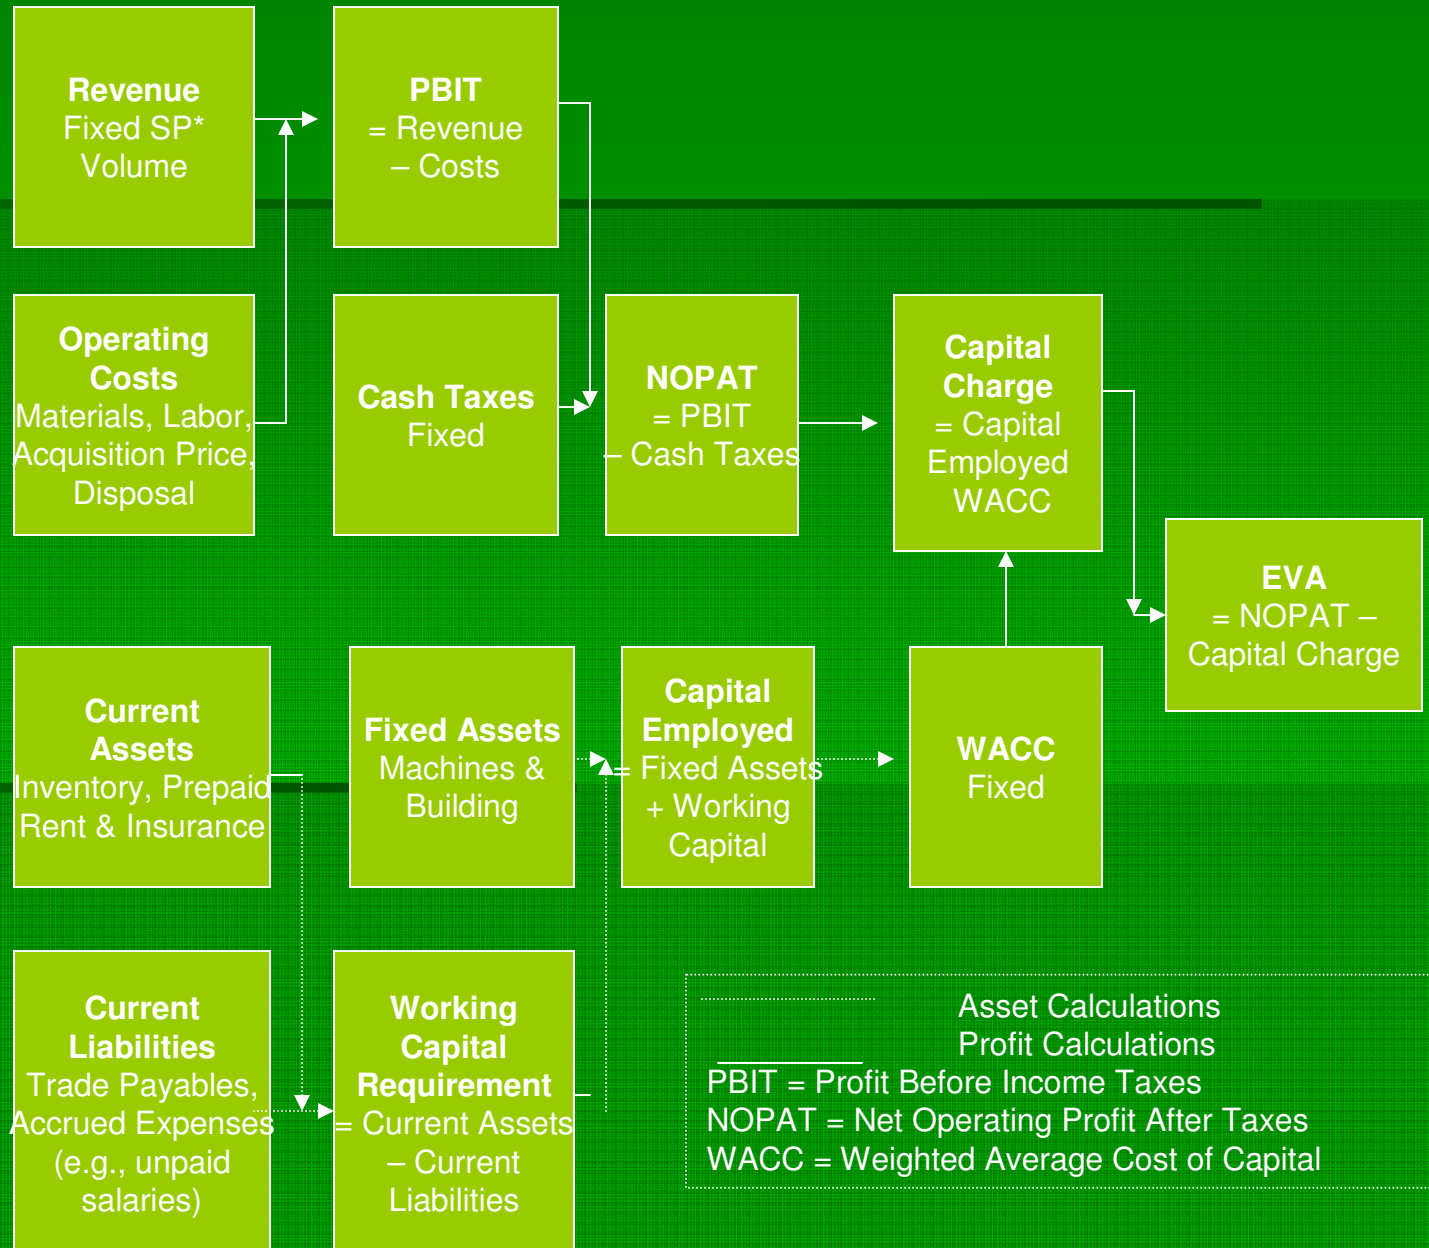 Revenue
Fixed SP*
Volume
PBIT
= Revenue
– Costs
Operating
Costs
Materials, Labor,
Acquisition Price,
Disposal
Cash Taxes
Fixed
NOPAT
= PBIT
– Cash Taxes
Capital
Charge
= Capital
Employed
WACC
EVA
= NOPAT –
Capital Charge
Current
Assets
Inventory, Prepaid
Rent & Insurance
Fixed Assets
Machines &
Building
Capital
Employed
= Fixed Assets
+ Working
Capital
WACC
Fixed
Current
Liabilities
Trade Payables,
Accrued Expenses
(e.g., unpaid
salaries)
Working
Capital
Requirement
= Current Assets
– Current
Liabilities
Asset Calculations
Profit Calculations
PBIT = Profit Before Income Taxes
NOPAT = Net Operating Profit After Taxes
WACC = Weighted Average Cost of Capital